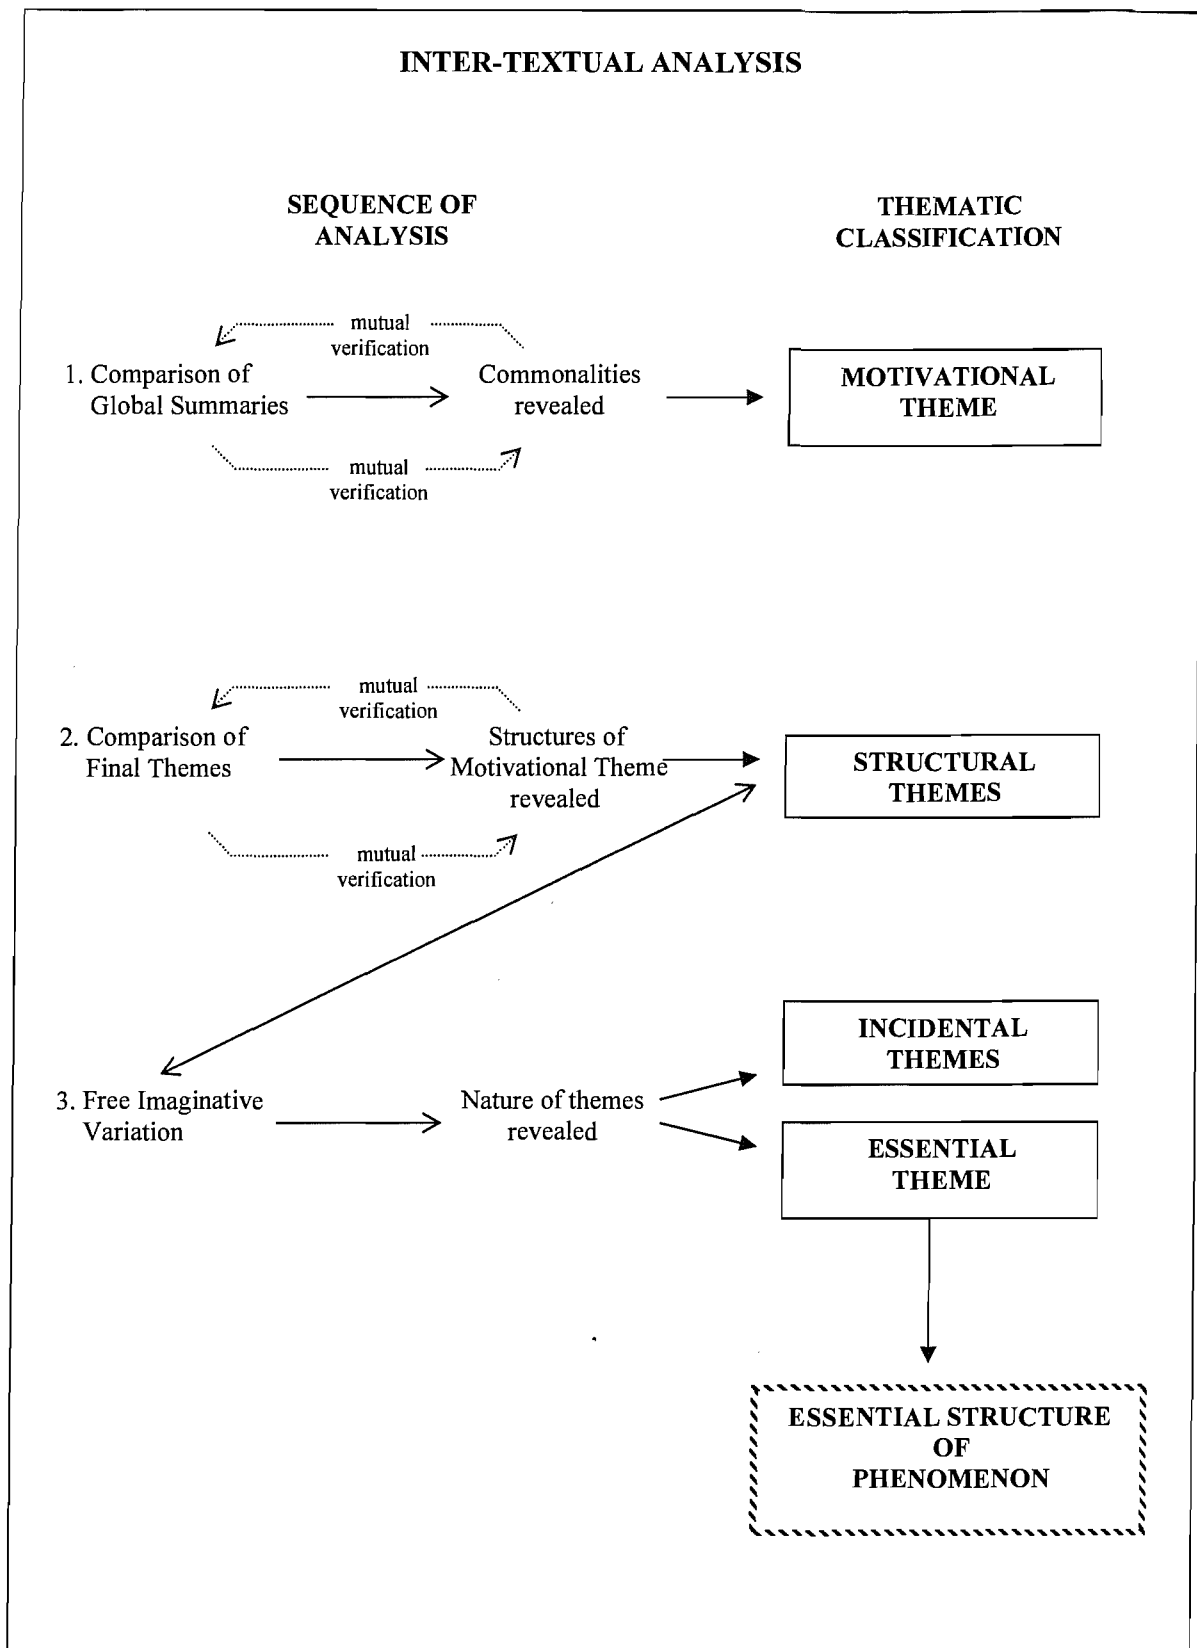 INTER-TEXTUAL ANALYSIS
SEQUENCE OF
ANALYSIS
THEMATIC
CLASSIFICATION
mutual
verification
1. Comparison of
Global Summaries
Commonalities
revealed
MOTIVATIONAL
THEME
mutual
verification
mutual
verification
2. Comparison of
Final Themes
Structures of
Motivational Theme
revealed
STRUCTURAL
THEMES
mutual
verification
INCIDENTAL
THEMES
3. Free Imaginative
Variation
Nature of themes
revealed
ESSENTIAL
THEME
ESSENTIAL STRUCTURE
OF
PHENOMENON